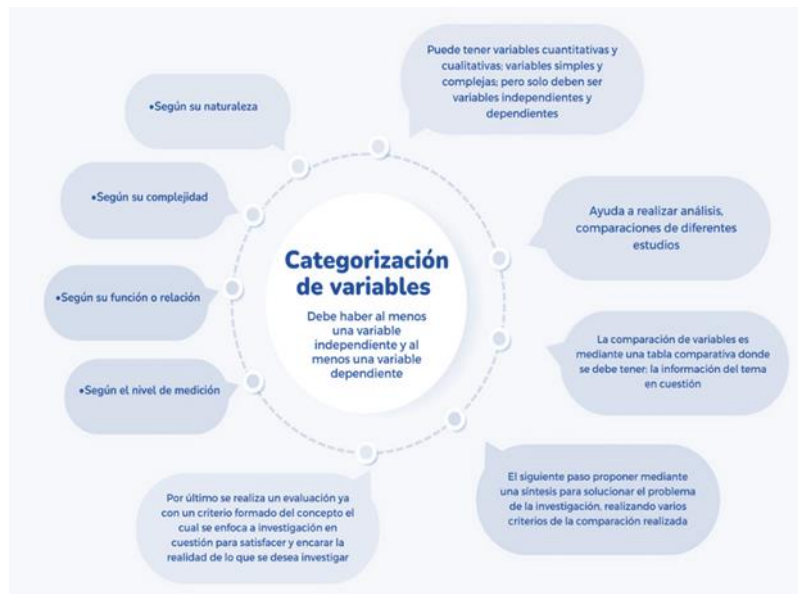 Categorización
de variables
Debe haber al menos
una variable
independiente y al
menos una variable
dependiente
•Según su naturaleza
•Según su complejidad
•Según su función o relación
•Según el nivel de medición
Puede tener variables cuantitativas y
cualitativas; variables simples y
complejas; pero solo deben ser
variables independientes y
dependientes
Ayuda a realizar análisis,
comparaciones de diferentes
estudios
La comparación de variables es
mediante una tabla comparativa donde
se debe tener; la información del tema
en cuestión
El siguiente paso proponer mediante
una síntesis para solucionar el problema
de la investigación, realizando varios
criterios de la comparación realizada
Por último se realiza un evaluación ya
con un criterio formado del concepto el
cual se enfoca a investigación en
cuestión para satisfacer y encarar la
realidad de lo que se desea investigar